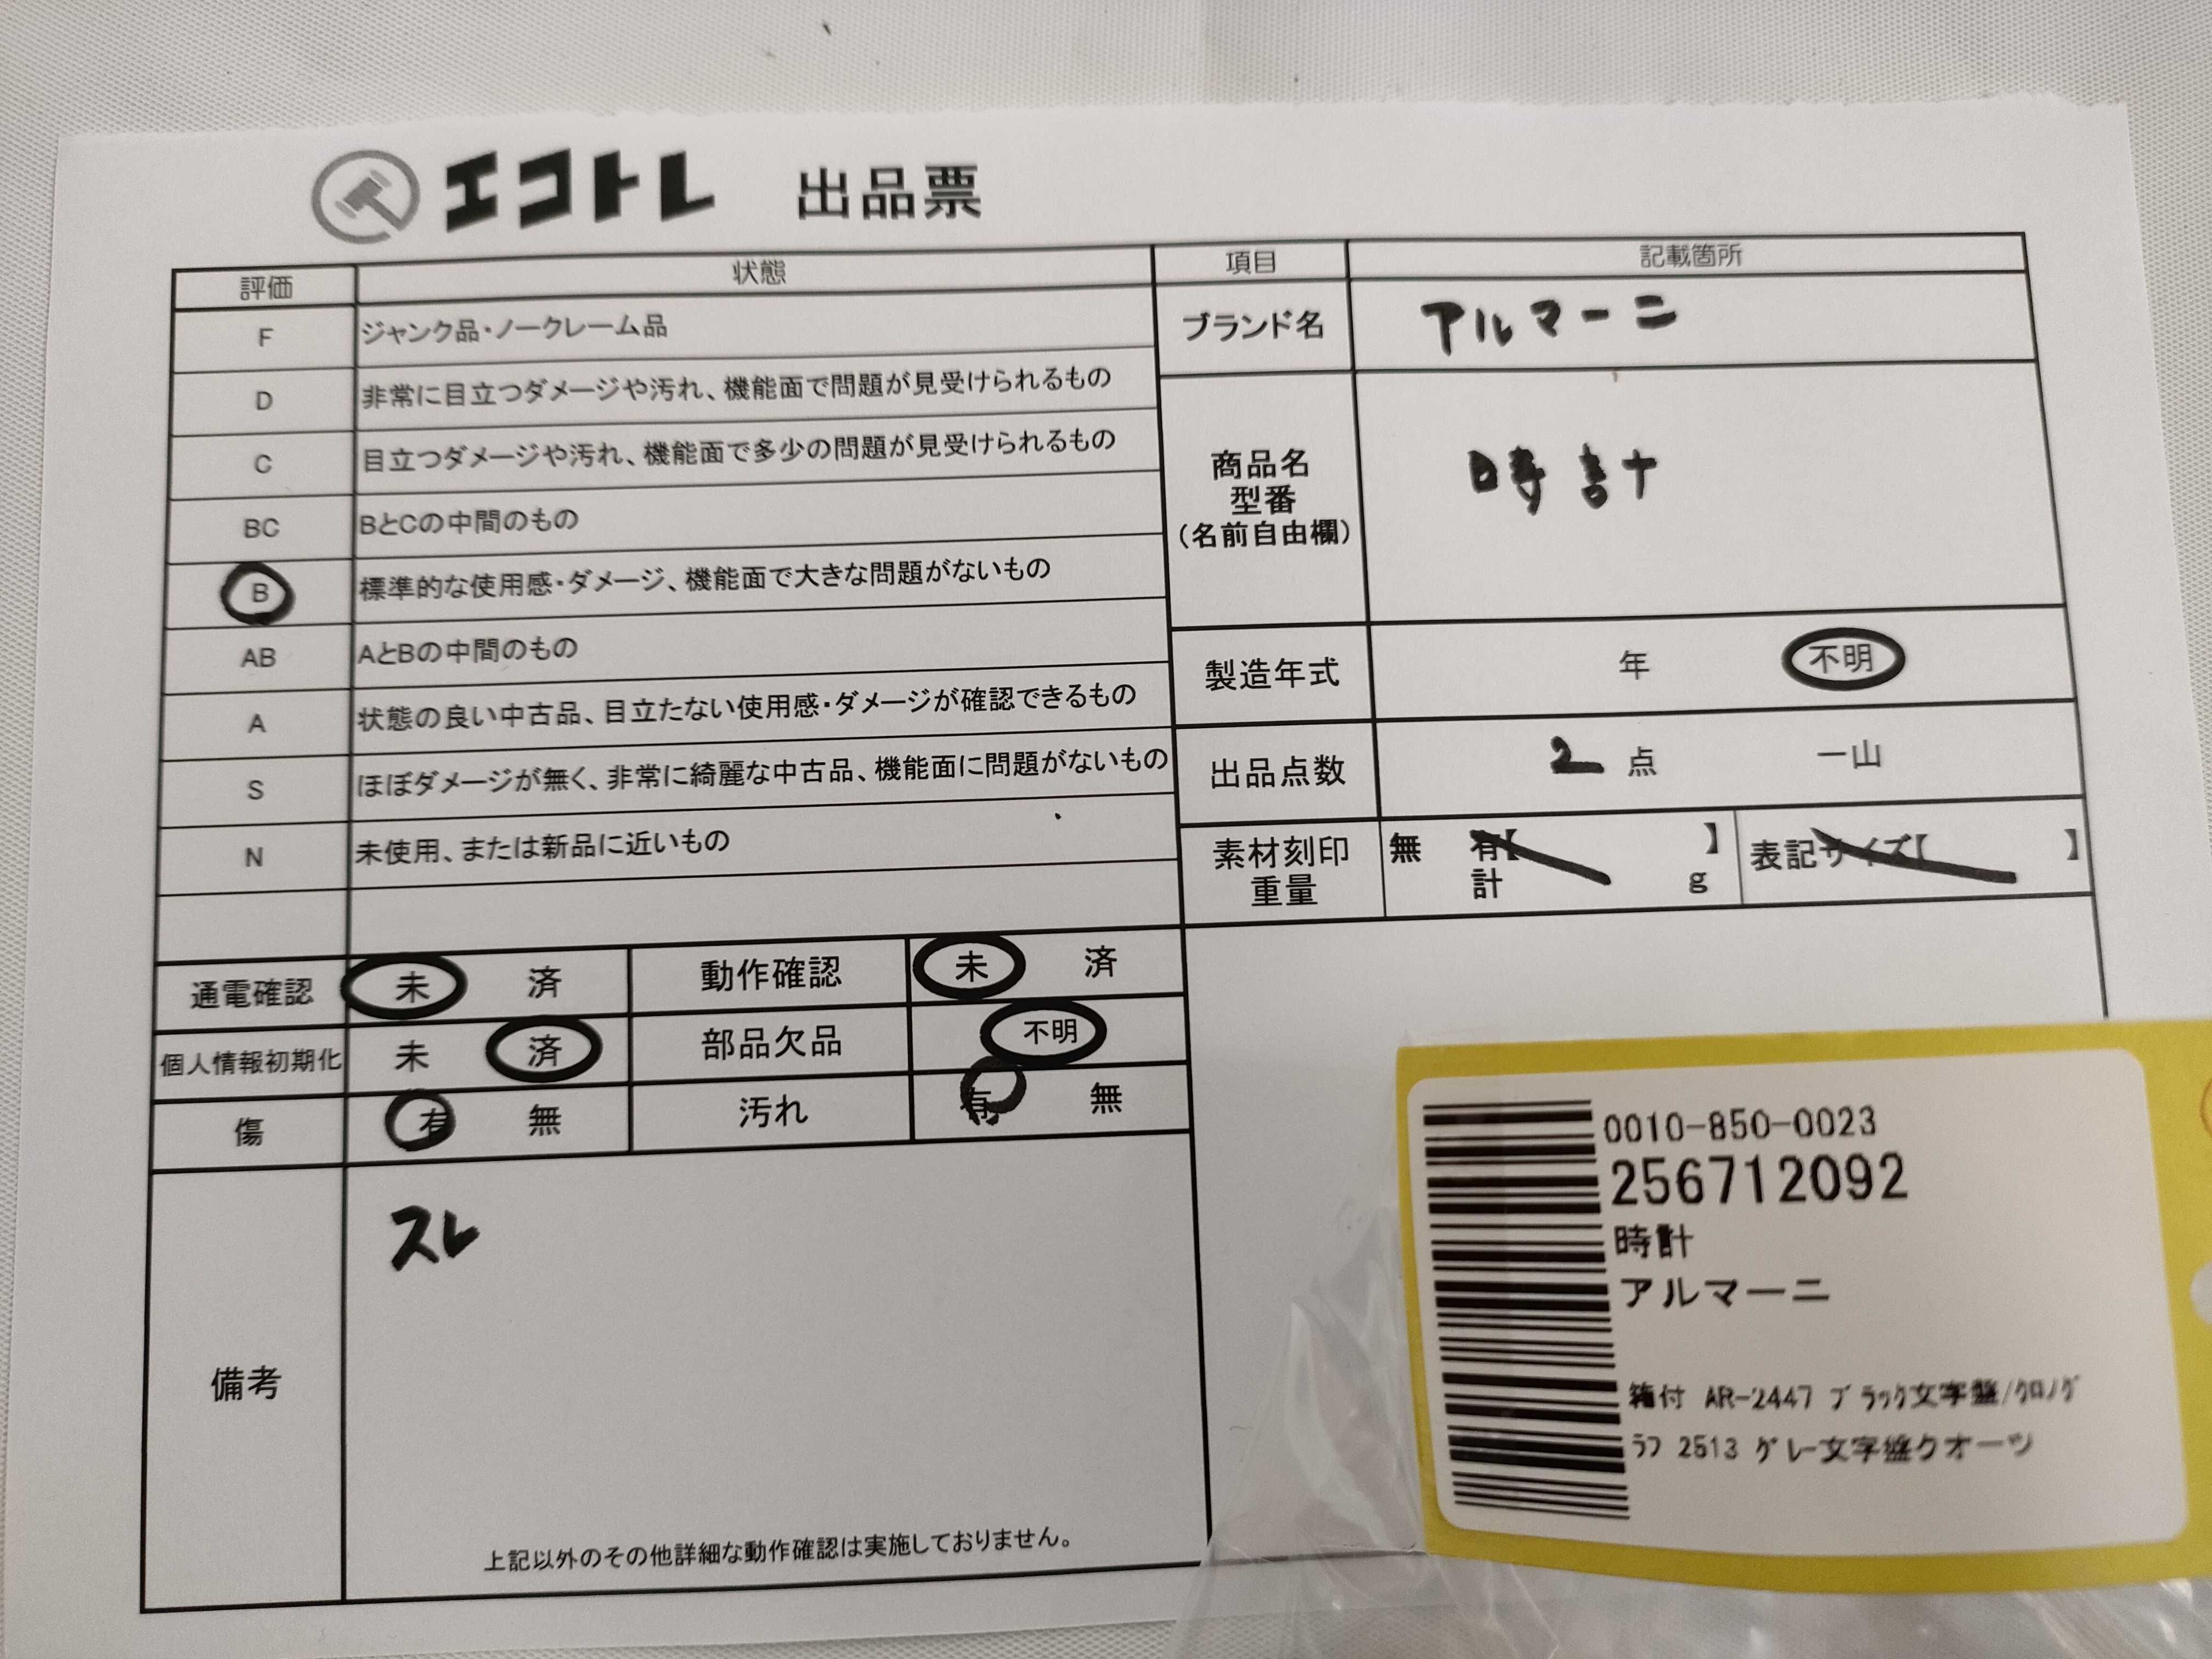 エコトレ 出品票
評価 状態
F ジャンク品・ノークレーム品
D 非常に目立つダメージや汚れ、機能面で問題が見受けられるもの
C 目立つダメージや汚れ、機能面で多少の問題が見受けられるもの
BC BとCの中間のもの
B 標準的な使用感・ダメージ、機能面で大きな問題がないもの
AB AとBの中間のもの
A 状態の良い中古品、目立たない使用感・ダメージが確認できるもの
S ほぼダメージが無く、非常に綺麗な中古品、機能面に問題がないもの
N 未使用、または新品に近いもの
項目 記載箇所
ブランド名 アルマーニ
商品名
型番
(名前自由欄)
時計
製造年式 年 不明
出品点数 2 点 一山
素材刻印
重量
無 有【 】
計 g
表記サイズ【 】
通電確認 未 済 動作確認 未 済
個人情報初期化 未 済 部品欠品 不明
傷 有 無 汚れ 有 無
備考
スレ
上記以外のその他詳細な動作確認は実施しておりません。
0010-850-0023
256712092
時計
アルマーニ
箱付 AR-2447 ブラック文字盤/クロノグ
ラフ 2513 グレー文字盤クオーツ